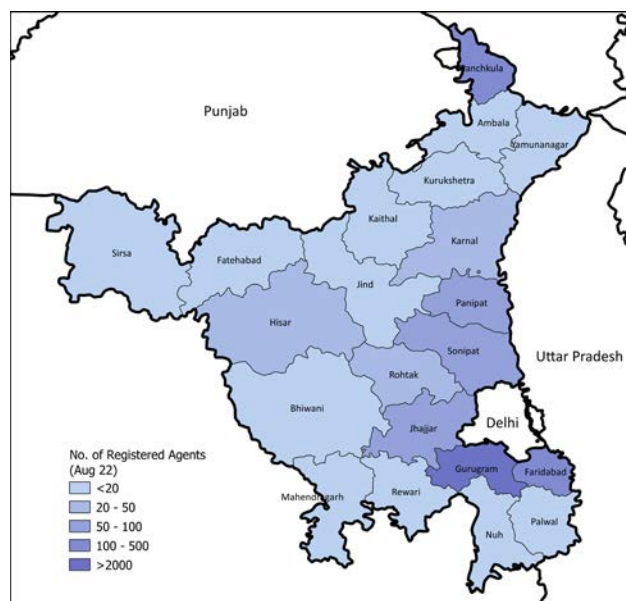 Panchkula
Punjab
Ambala
Yamunanagar
Kurukshetra
Kaithal
Karnal
Sirsa
Fatehabad
Jind
Panipat
Hisar
Sonipat
Uttar Pradesh
Rohtak
Bhiwani
Delhi
Jhajjar
No. of Registered Agents
(Aug 22)
Gurugram
Faridabad
<20
Mahendragarh
Rewari
20 - 50
Palwal
50 - 100
Nuh
100 - 500
>2000